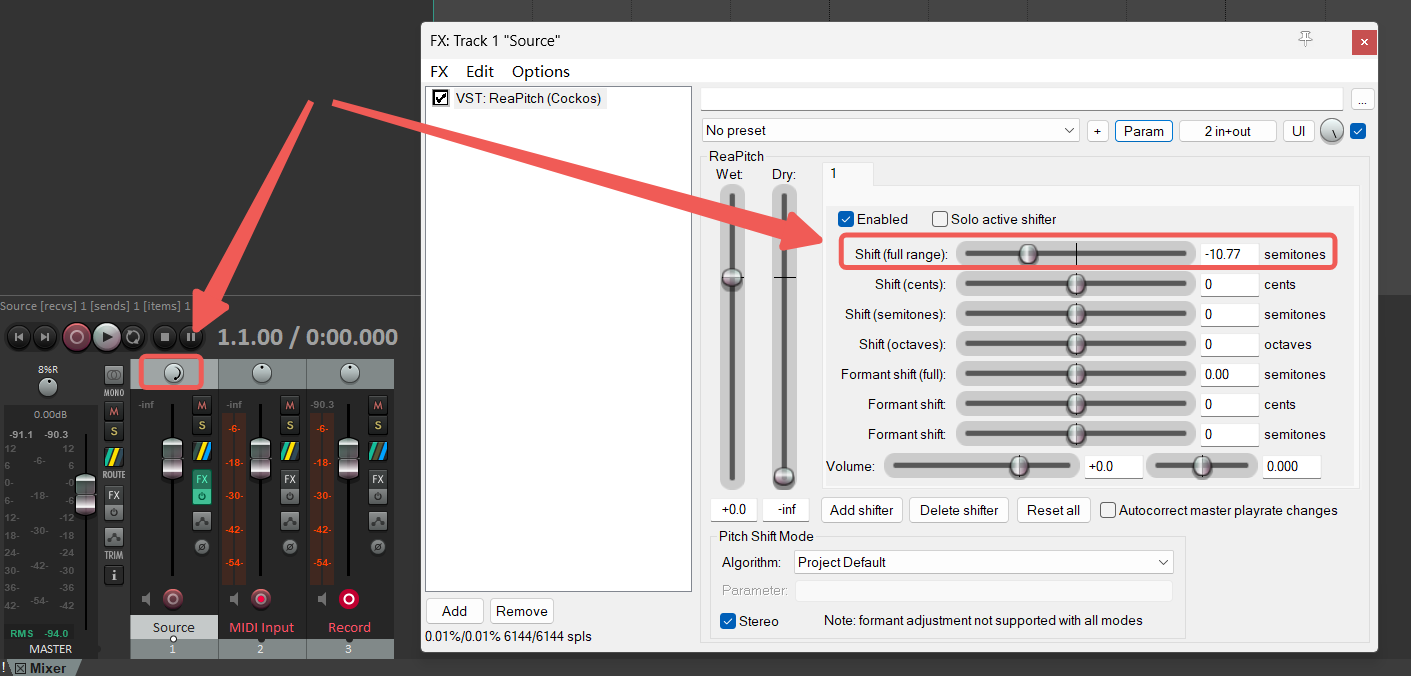 FX: Track 1 "Source"
FX Edit Options
VST: ReaPitch (Cockos)
...
No preset
+
Param
2 in+out
UI
ReaPitch
Wet:
Dry:
1
Enabled
Solo active shifter
Shift (full range):
-10.77
semitones
Shift (cents):
0
cents
Shift (semitones):
0
semitones
Shift (octaves):
0
octaves
Formant shift (full):
0.00
semitones
Formant shift:
0
cents
Formant shift:
0
semitones
Volume:
+0.0
0.000
+0.0
-inf
Add shifter
Delete shifter
Reset all
Autocorrect master playrate changes
Pitch Shift Mode
Algorithm:
Project Default
Parameter:
Stereo
Note: formant adjustment not supported with all modes
Add
Remove
0.01%/0.01% 6144/6144 spls
Source [recvs] 1 [sends] 1 [items] 1
1.1.00 / 0:00.000
8%R
0.00dB
-91.1 -90.3
12 12
6 -6- 6
0- -0
6- -6
12- -18- -12
18- -18
24- -30- -24
30- -42- -30
36- -36
42- -54- -42
RMS -94.0
MASTER
MONO
M
S
ROUTE
FX
TRIM
i
-inf
M
S
FX
Source
1
-inf
-6-
-18-
-30-
-42-
-54-
M
S
FX
MIDI Input
2
-90.3
-6-
-18-
-30-
-42-
-54-
M
S
FX
Record
3
! Mixer